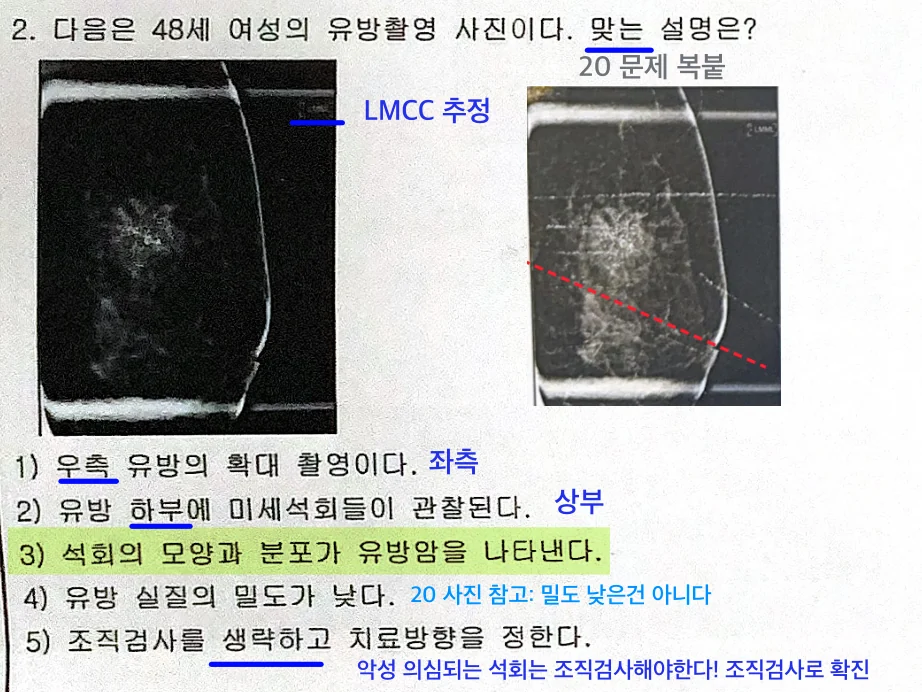 2. 다음은 48세 여성의 유방촬영 사진이다. 맞는 설명은?
20 문제 복붙
LMCC 추정
1) 우측 유방의 확대 촬영이다. 좌측
2) 유방 하부에 미세석회들이 관찰된다. 상부
3) 석회의 모양과 분포가 유방암을 나타낸다.
4) 유방 실질의 밀도가 낮다. 20 사진 참고: 밀도 낮은건 아니다
5) 조직검사를 생략하고 치료방향을 정한다.
악성 의심되는 석회는 조직검사해야한다! 조직검사로 확진